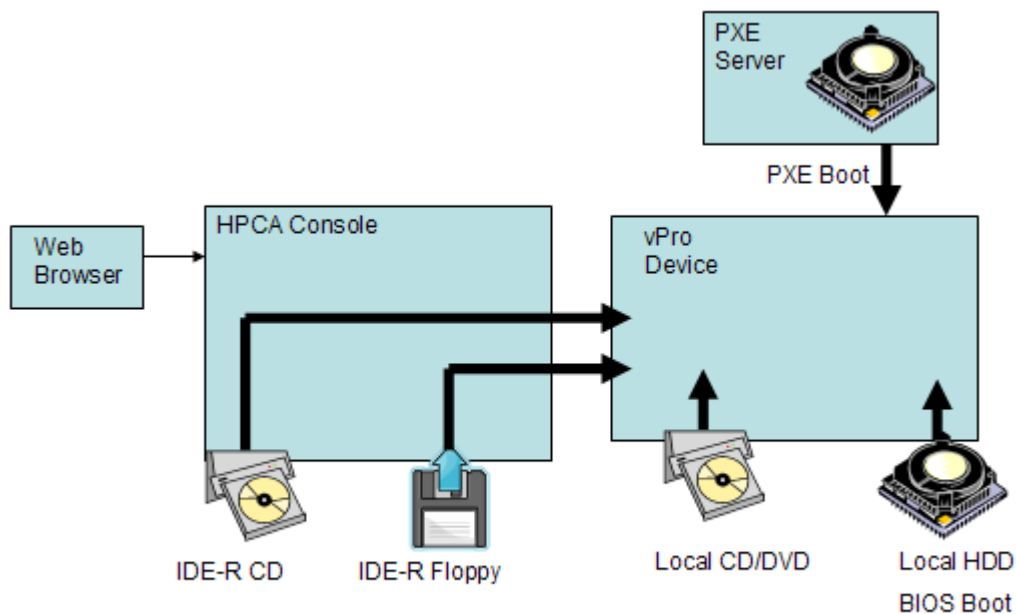 PXE
Server
PXE Boot
HPCA Console
vPro
Device
Web
Browser
IDE-R CD
IDE-R Floppy
Local CD/DVD
Local HDD
BIOS Boot